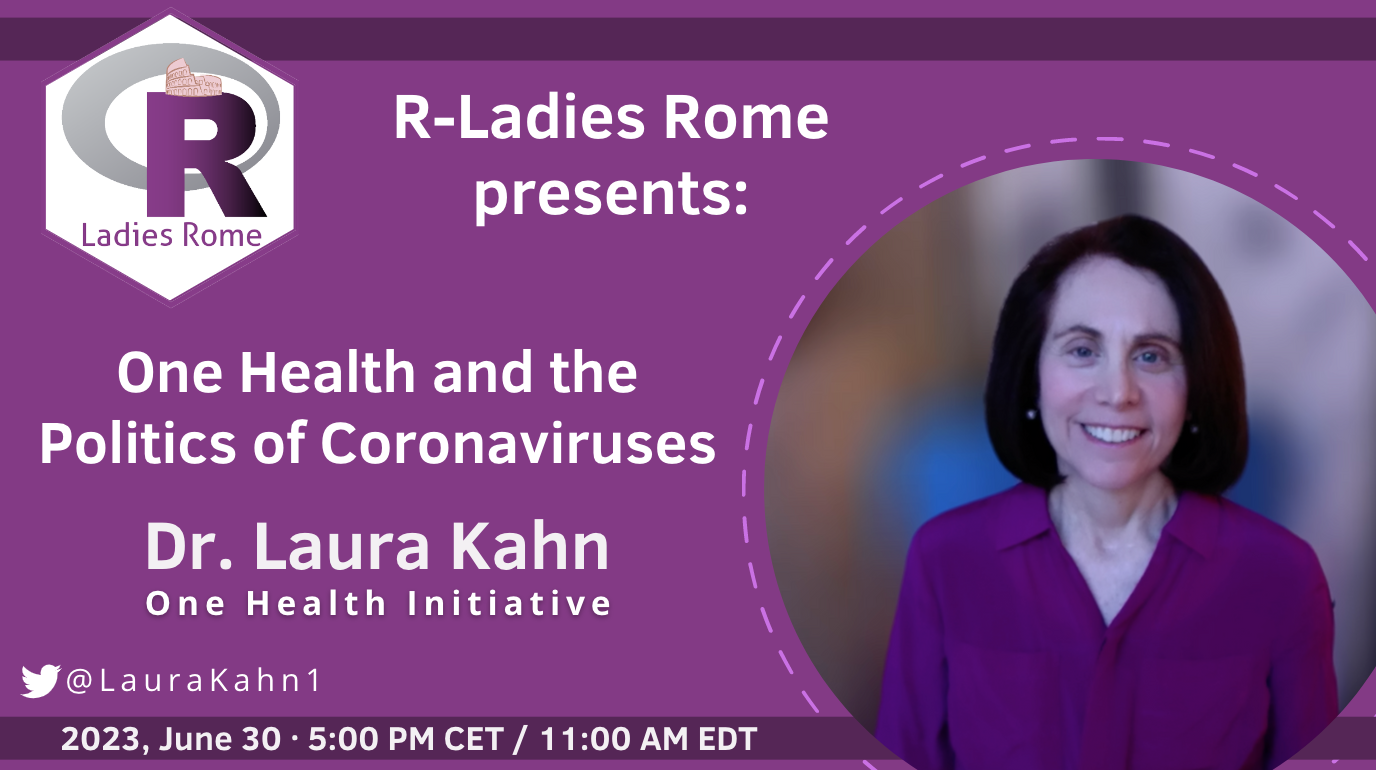 R
Ladies Rome
R-Ladies Rome
presents:
One Health and the
Politics of Coronaviruses
Dr. Laura Kahn
One Health Initiative
@LauraKahn1
2023, June 30 · 5:00 PM CET / 11:00 AM EDT